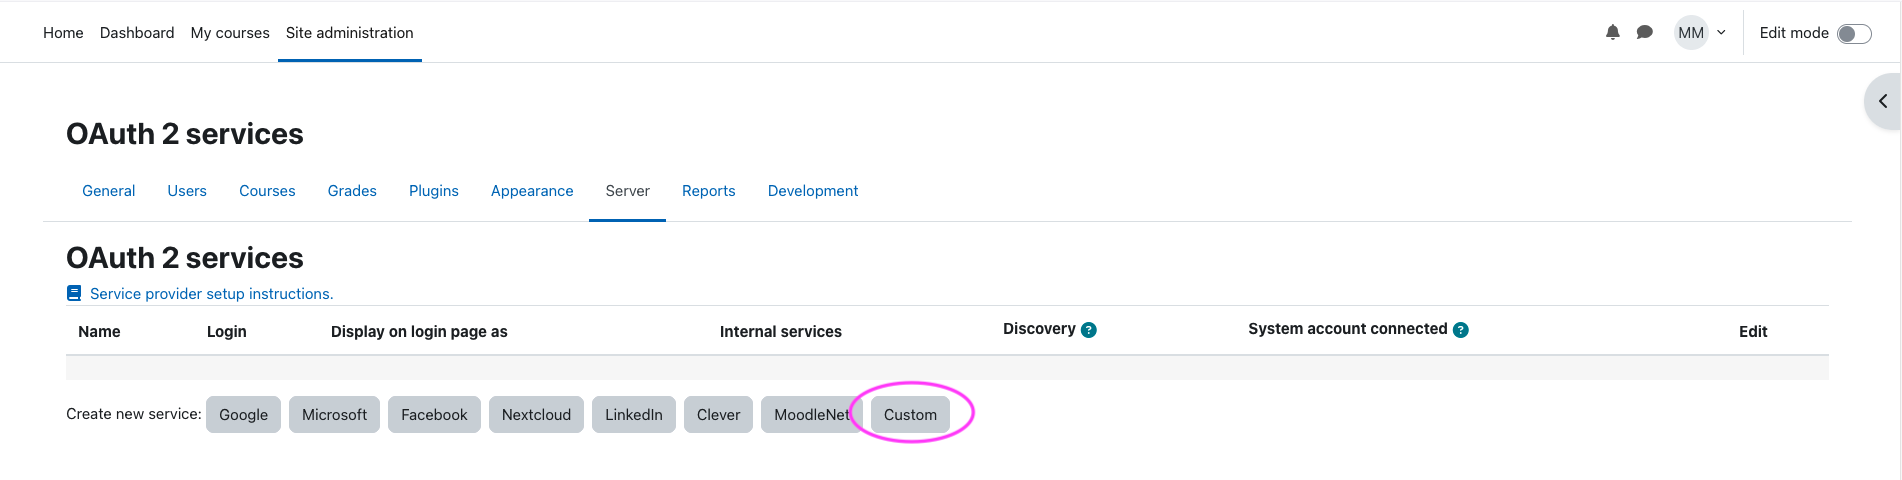 Home Dashboard My courses Site administration MM Edit mode
OAuth 2 services
General Users Courses Grades Plugins Appearance Server Reports Development
OAuth 2 services
Service provider setup instructions.
Name Login Display on login page as Internal services Discovery ? System account connected ? Edit
Create new service: Google Microsoft Facebook Nextcloud LinkedIn Clever MoodleNet Custom